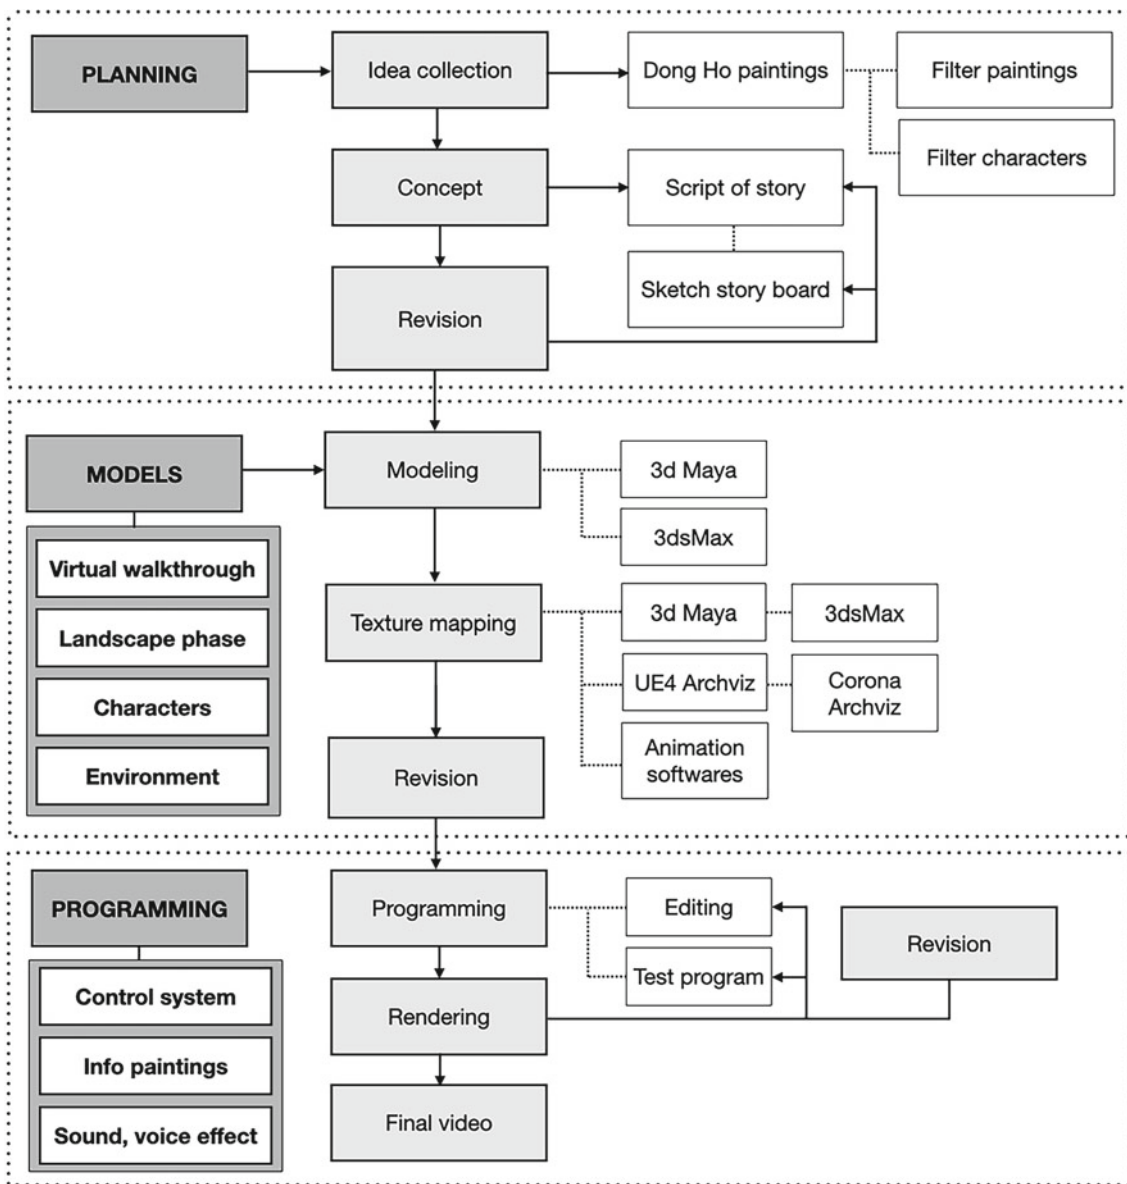 PLANNING
Idea collection
Dong Ho paintings
Filter paintings
Filter characters
Concept
Script of story
Sketch story board
Revision
MODELS
Modeling
3d Maya
3dsMax
Virtual walkthrough
Landscape phase
Characters
Environment
Texture mapping
3d Maya
3dsMax
UE4 Archviz
Corona
Archviz
Animation
softwares
Revision
PROGRAMMING
Programming
Editing
Revision
Test program
Control system
Info paintings
Sound, voice effect
Rendering
Final video